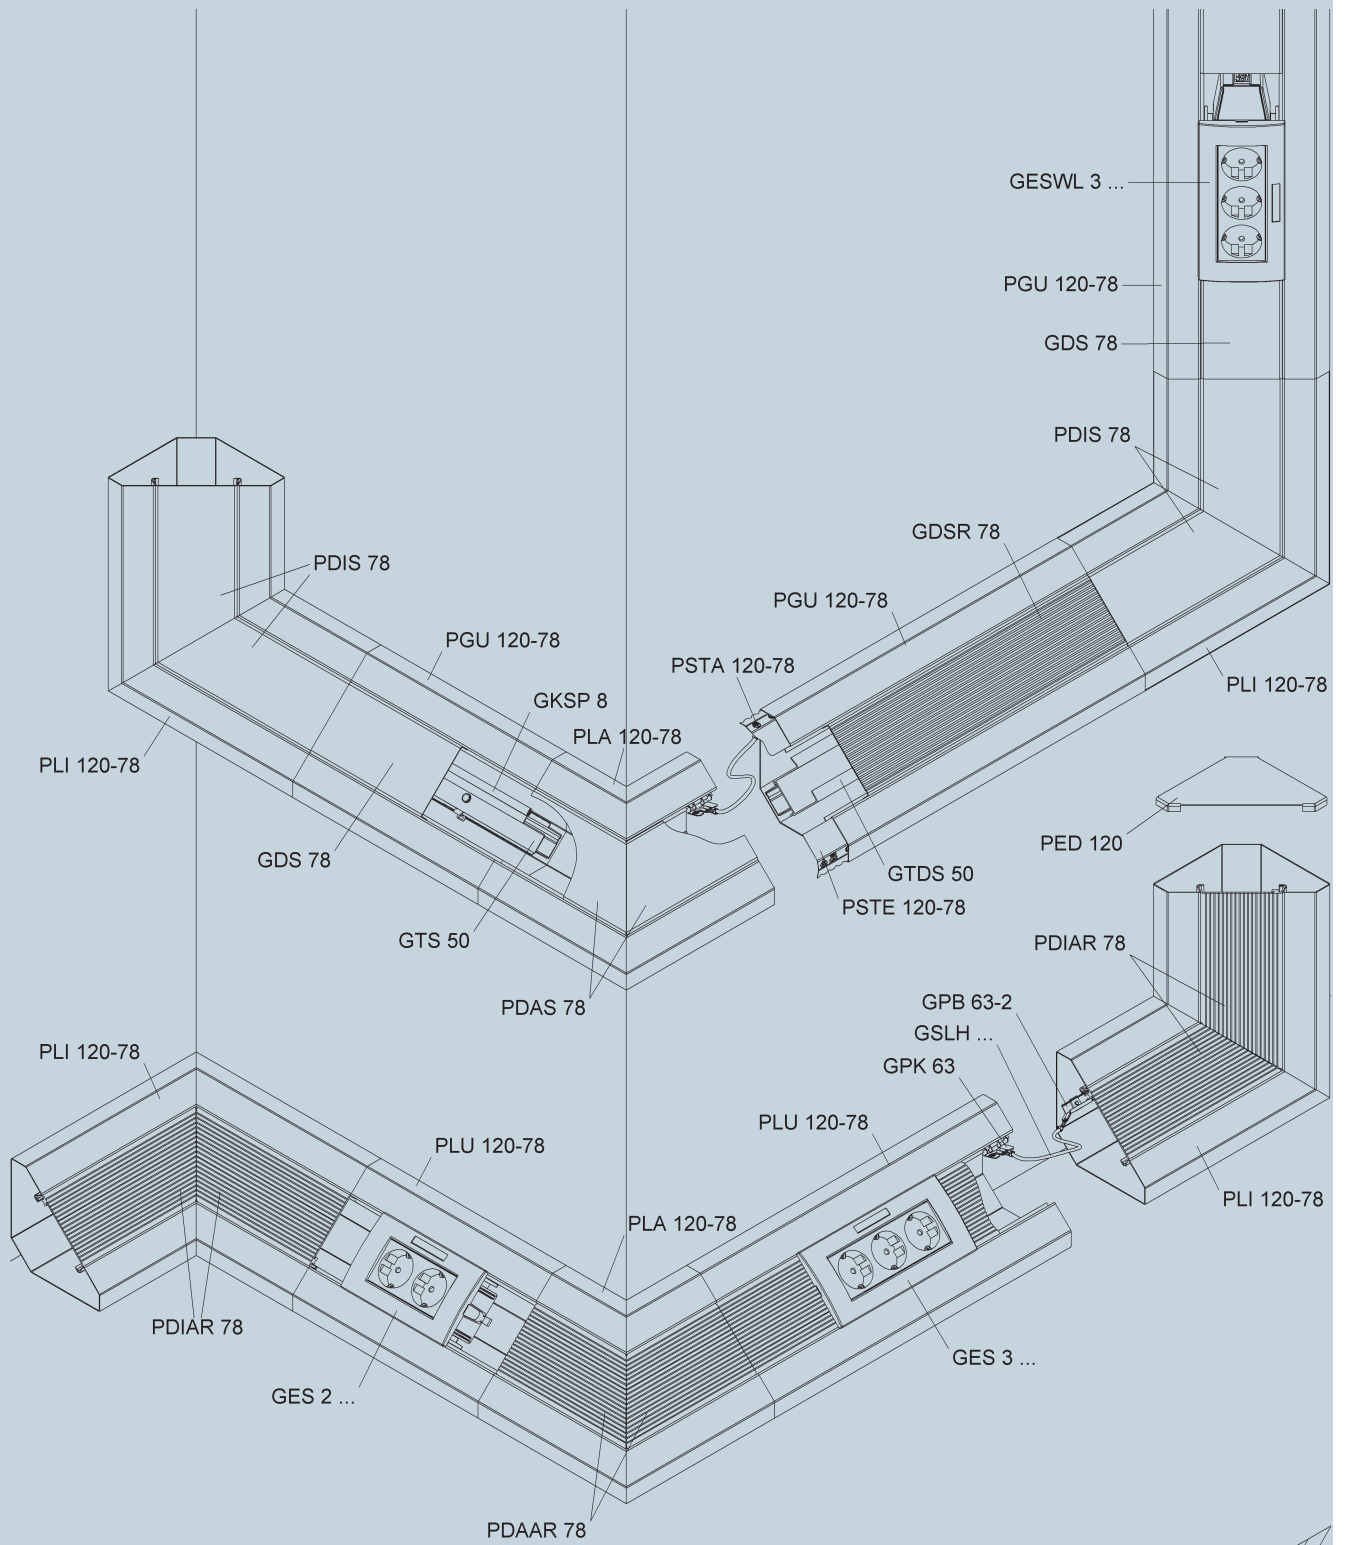 GESWL 3 ...
PGU 120-78
GDS 78
PDIS 78
GDSR 78
PDIS 78
PGU 120-78
PGU 120-78
PSTA 120-78
PLI 120-78
GKSP 8
PLA 120-78
PLI 120-78
PED 120
GDS 78
GTDS 50
PSTE 120-78
GTS 50
PDIAR 78
PDAS 78
GPB 63-2
GSLH ...
PLI 120-78
GPK 63
PLU 120-78
PLU 120-78
PLI 120-78
PLA 120-78
PDIAR 78
GES 3 ...
GES 2 ...
PDAAR 78